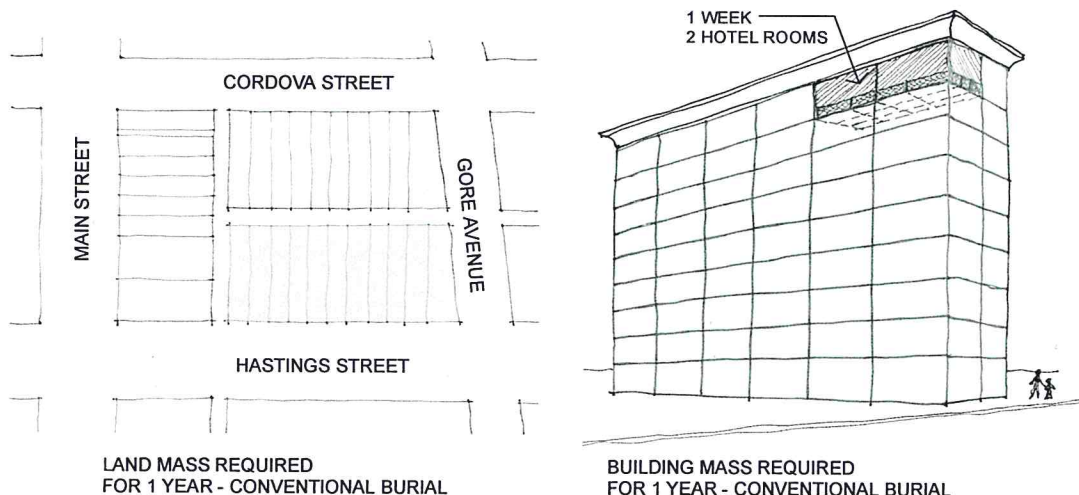 CORDOVA STREET
MAIN STREET
GORE AVENUE
HASTINGS STREET
LAND MASS REQUIRED
FOR 1 YEAR - CONVENTIONAL BURIAL
1 WEEK
2 HOTEL ROOMS
BUILDING MASS REQUIRED
FOR 1 YEAR - CONVENTIONAL BURIAL